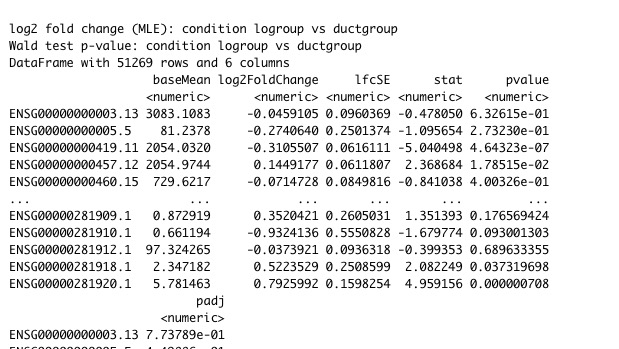 log2 fold change (MLE): condition logroup vs ductgroup
Wald test p-value: condition logroup vs ductgroup
DataFrame with 51269 rows and 6 columns
baseMean log2FoldChange lfcSE stat pvalue
<numeric> <numeric> <numeric> <numeric> <numeric>
ENSG00000000003.13 3083.1083 -0.0459105 0.0960369 -0.478050 6.32615e-01
ENSG00000000005.5 81.2378 -0.2740640 0.2501374 -1.095654 2.73230e-01
ENSG00000000419.11 2054.0320 -0.3105507 0.0616111 -5.040498 4.64323e-07
ENSG00000000457.12 2054.9744 0.1449177 0.0611807 2.368684 1.78515e-02
ENSG00000000460.15 729.6217 -0.0714728 0.0849816 -0.841038 4.00326e-01
... ... ... ... ... ...
ENSG00000281909.1 0.872919 0.3520421 0.2605031 1.351393 0.176569424
ENSG00000281910.1 0.661194 -0.9324136 0.5550828 -1.679774 0.093001303
ENSG00000281912.1 97.324265 -0.0373921 0.0936318 -0.399353 0.689633355
ENSG00000281918.1 2.347182 0.5223529 0.2508599 2.082249 0.037319698
ENSG00000281920.1 5.781463 0.7925992 0.1598254 4.959156 0.000000708
padj
<numeric>
ENSG00000000003.13 7.73789e-01